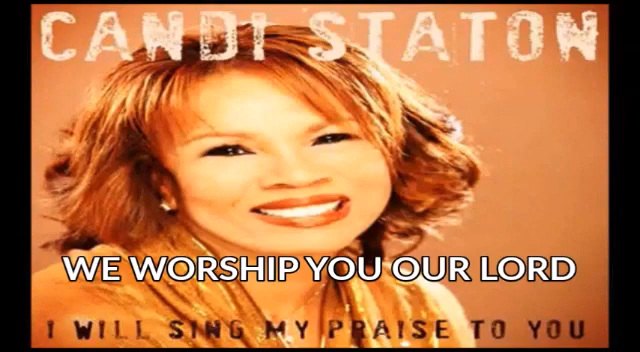 CANDI STATON
WE WORSHIP YOU OUR LORD
I WILL SING MY PRAISE TO YOU